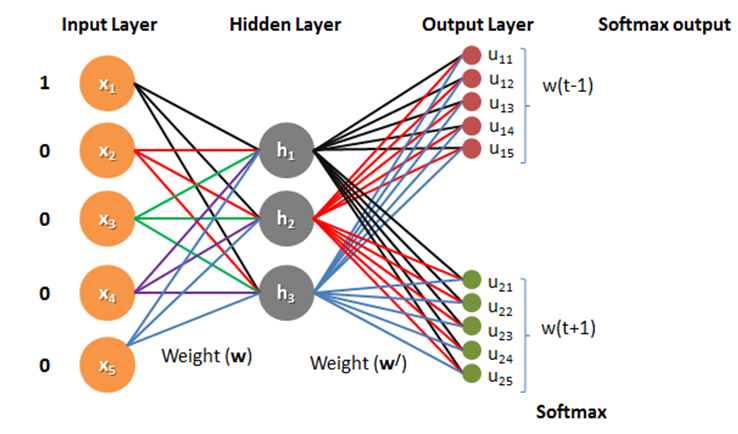 Input Layer Hidden Layer Output Layer Softmax output
1 x₁
0 x₂
0 x₃
0 x₄
0 x₅
h₁
h₂
h₃
u₁₁
u₁₂
u₁₃
u₁₄
u₁₅
w(t-1)
u₂₁
u₂₂
u₂₃
u₂₄
u₂₅
w(t+1)
Weight (w) Weight (w′)
Softmax